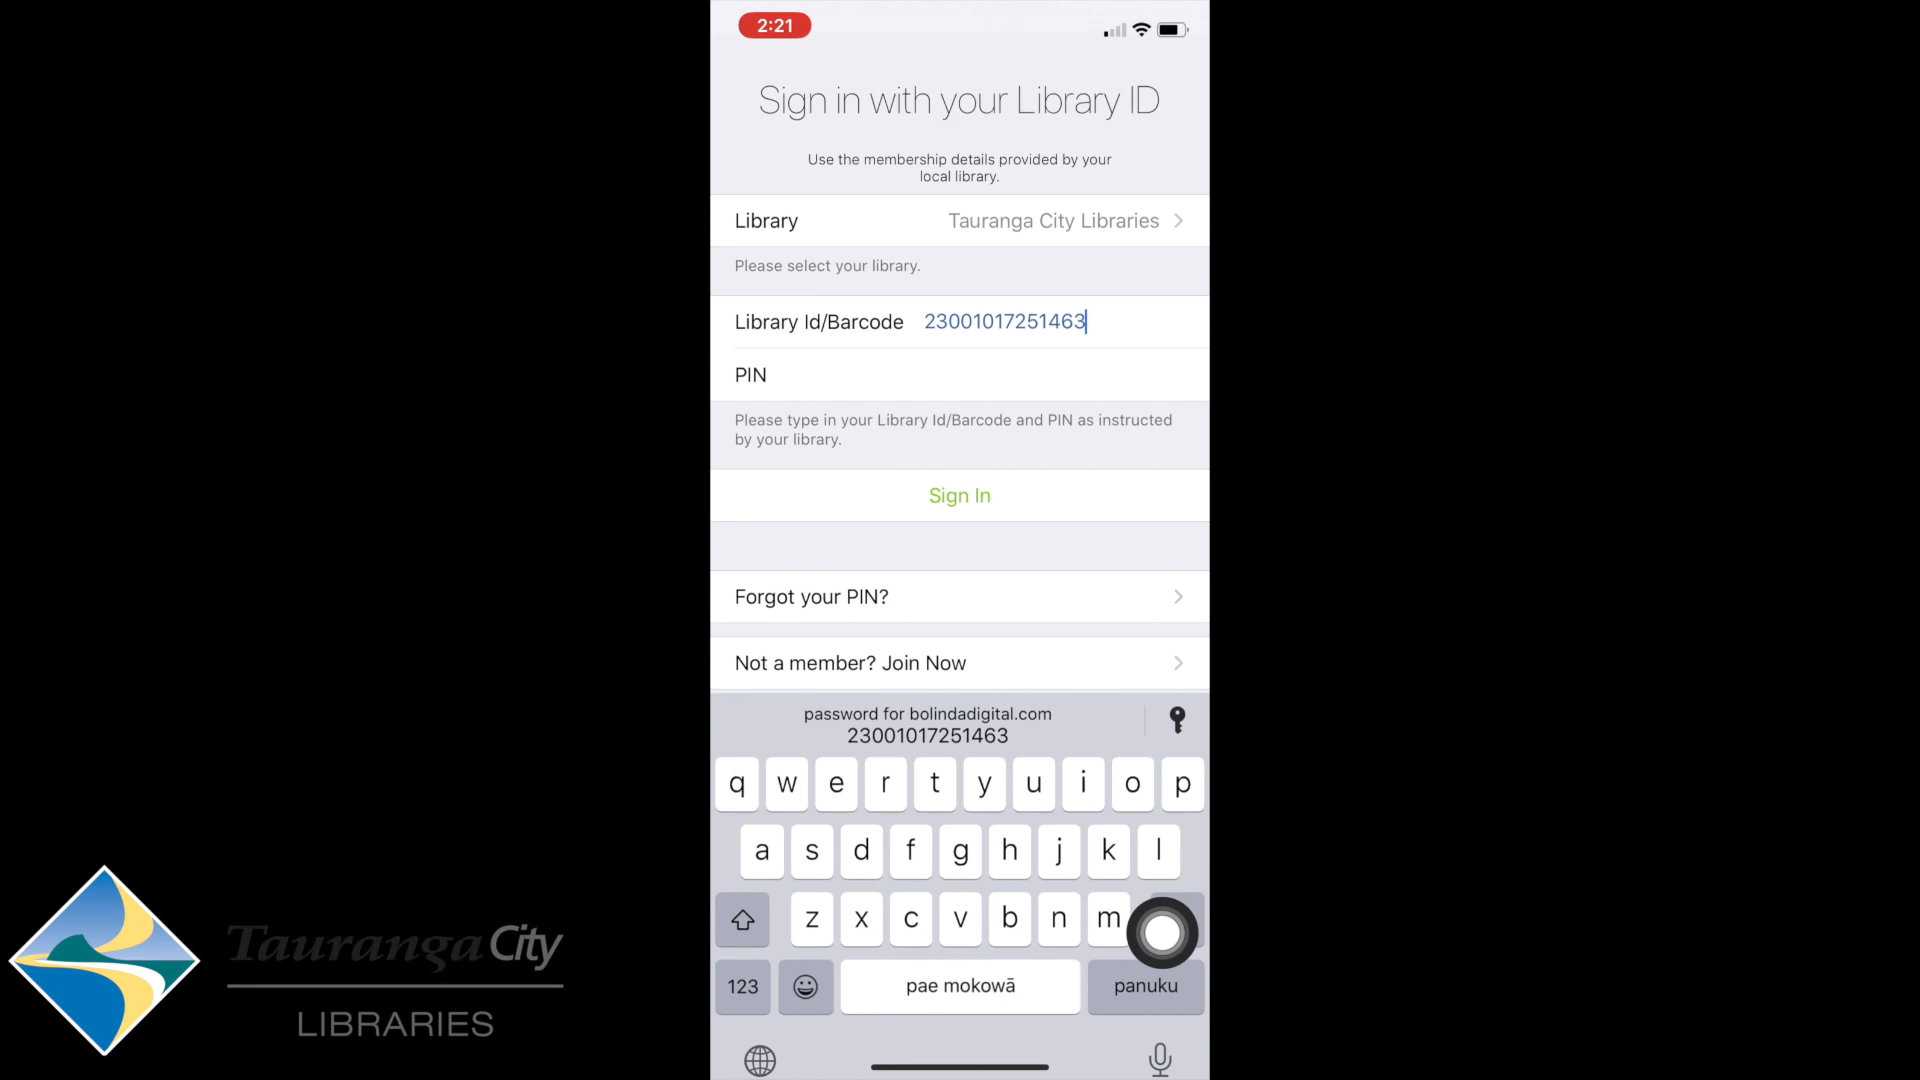 2:21
Sign in with your Library ID
Use the membership details provided by your
local library.
Library Tauranga City Libraries
Please select your library.
Library Id/Barcode 23001017251463
PIN
Please type in your Library Id/Barcode and PIN as instructed
by your library.
Sign In
Forgot your PIN?
Not a member? Join Now
password for bolindadigital.com
23001017251463
q w e r t y u i o p
a s d f g h j k l
z x c v b n m
123 pae mokowā panuku
Tauranga City
LIBRARIES